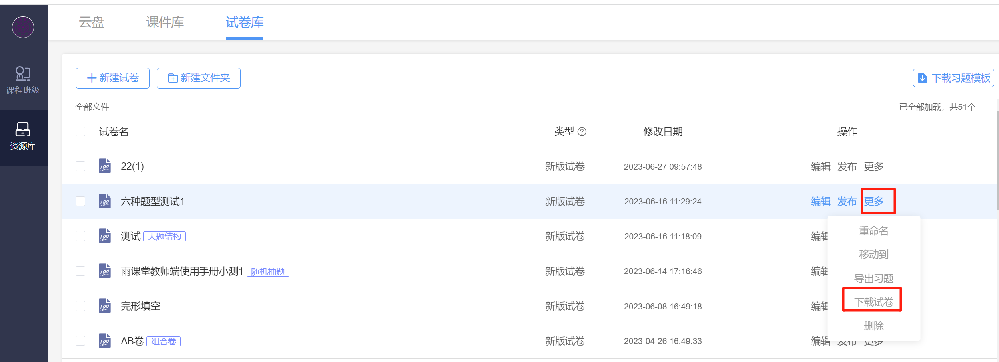 云盘
课件库
试卷库
课程班级
资源库
新建试卷
新建文件夹
下载习题模板
全部文件
已全部加载，共51个
试卷名 类型 ? 修改日期 操作
22(1) 新版试卷 2023-06-27 09:57:48 编辑 发布 更多
六种题型测试1 新版试卷 2023-06-16 11:29:24 编辑 发布 更多
测试 大题结构 新版试卷 2023-06-16 11:18:09 编辑
雨课堂教师端使用手册小测1 随机抽题 新版试卷 2023-06-14 17:16:46 编辑
完形填空 新版试卷 2023-06-08 16:49:18 编辑
AB卷 组合卷 新版试卷 2023-04-26 16:49:33 编辑 发布 更多
重命名
移动到
导出习题
下载试卷
删除
100
100
100
100
100
100